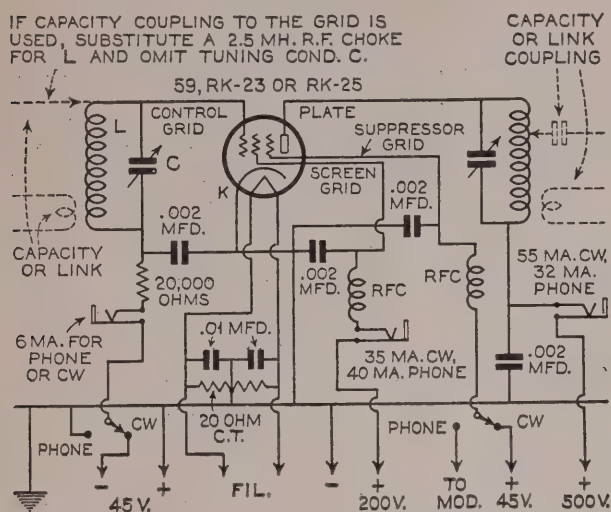 IF CAPACITY COUPLING TO THE GRID IS
USED, SUBSTITUTE A 2.5 MH. R.F. CHOKE
FOR L AND OMIT TUNING COND. C.
CAPACITY
OR LINK
COUPLING
59, RK-23 OR RK-25
CONTROL
GRID
PLATE
SUPPRESSOR
GRID
SCREEN
GRID
L
C
K
.002
MFD.
.002
MFD.
.002
MFD.
CAPACITY
OR LINK
20,000
OHMS
RFC
RFC
55 MA. CW,
32 MA.
PHONE
6 MA. FOR
PHONE
OR CW
.01 MFD.
35 MA. CW,
40 MA. PHONE
.002
MFD.
20 OHM
C.T.
PHONE
CW
PHONE
CW
- + - + + +
45 V. FIL. 200V. TO
MOD. 45V. 500V.